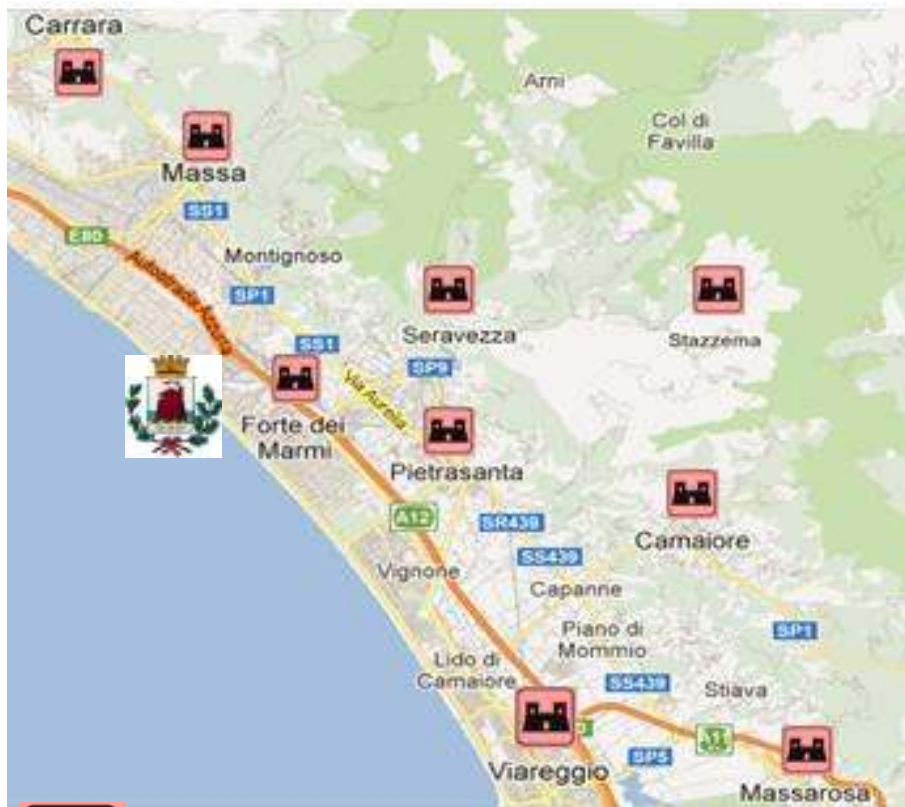 Carrara
Arni
Col di
Favilla
Massa
SS1
E80
Montignoso
SP1
Seravezza
Stazzema
SS1
SP9
Via Aurelia
Forte dei
Marmi
Pietrasanta
A12
SR439
Camaiore
SS439
Vignone
Capanne
SP1
Piano di
Mommio
Lido di
Camaiore
SS439
Stiava
A11
SP5
Viareggio
Massarosa